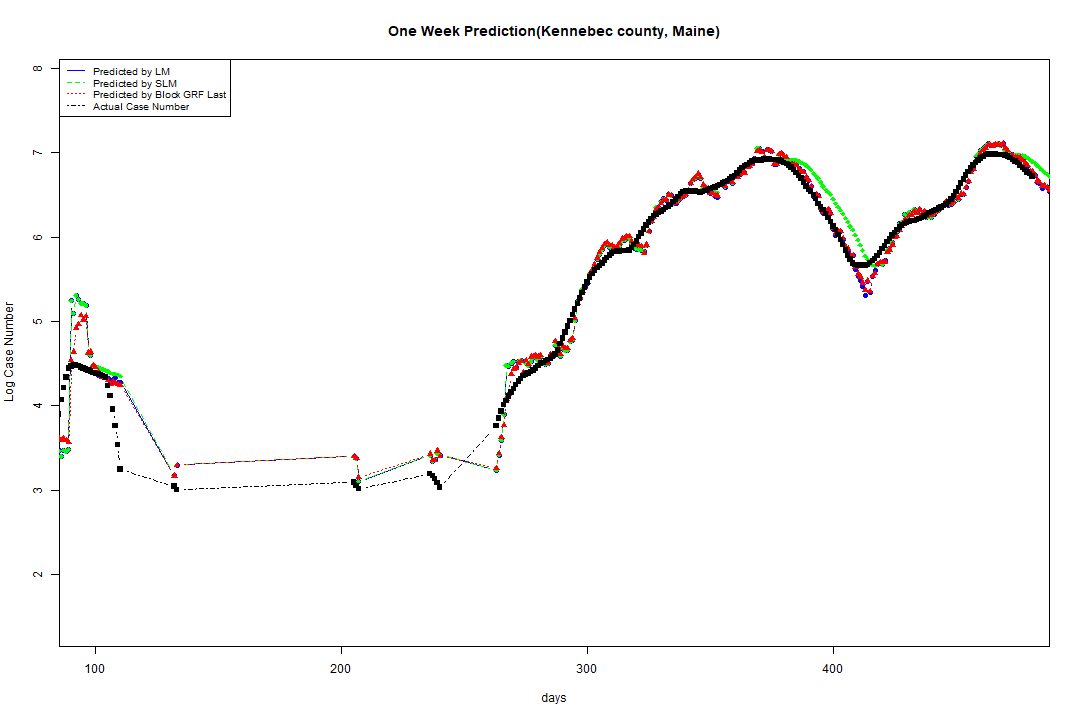 One Week Prediction(Kennebec county, Maine)
Predicted by LM
Predicted by SLM
Predicted by Block GRF Last
Actual Case Number
8
7
6
5
4
3
2
Log Case Number
100 200 300 400
days